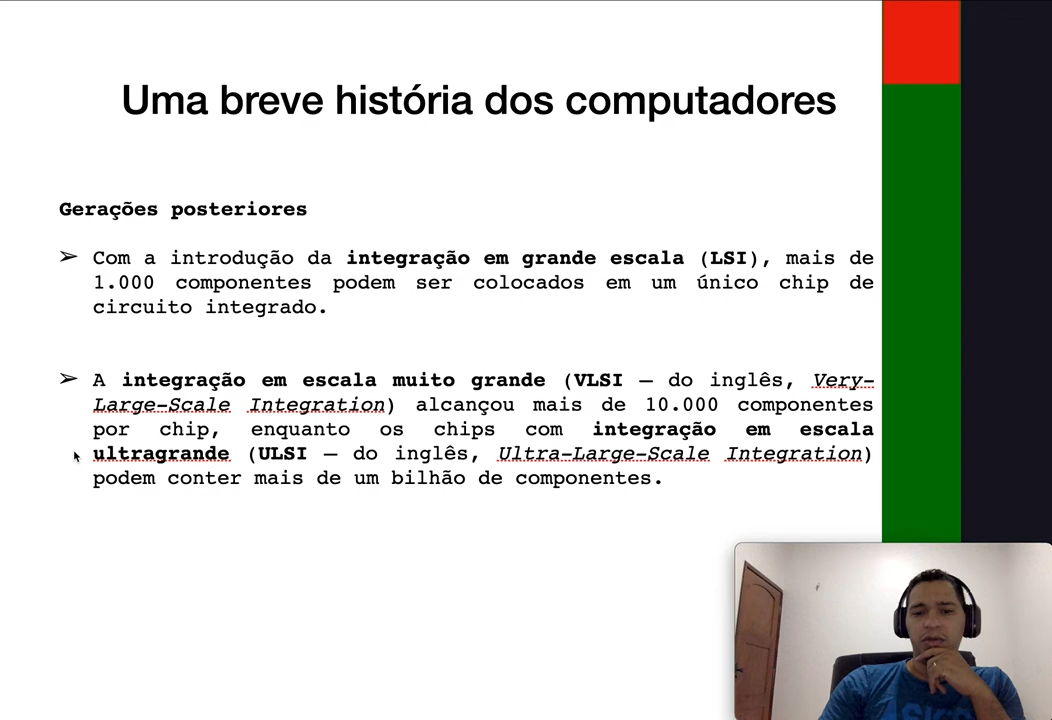 Uma breve história dos computadores
Gerações posteriores
➢ Com a introdução da integração em grande escala (LSI), mais de
1.000 componentes podem ser colocados em um único chip de
circuito integrado.
➢ A integração em escala muito grande (VLSI – do inglês, Very-
Large-Scale Integration) alcançou mais de 10.000 componentes
por chip, enquanto os chips com integração em escala
ultragrande (ULSI – do inglês, Ultra-Large-Scale Integration)
podem conter mais de um bilhão de componentes.